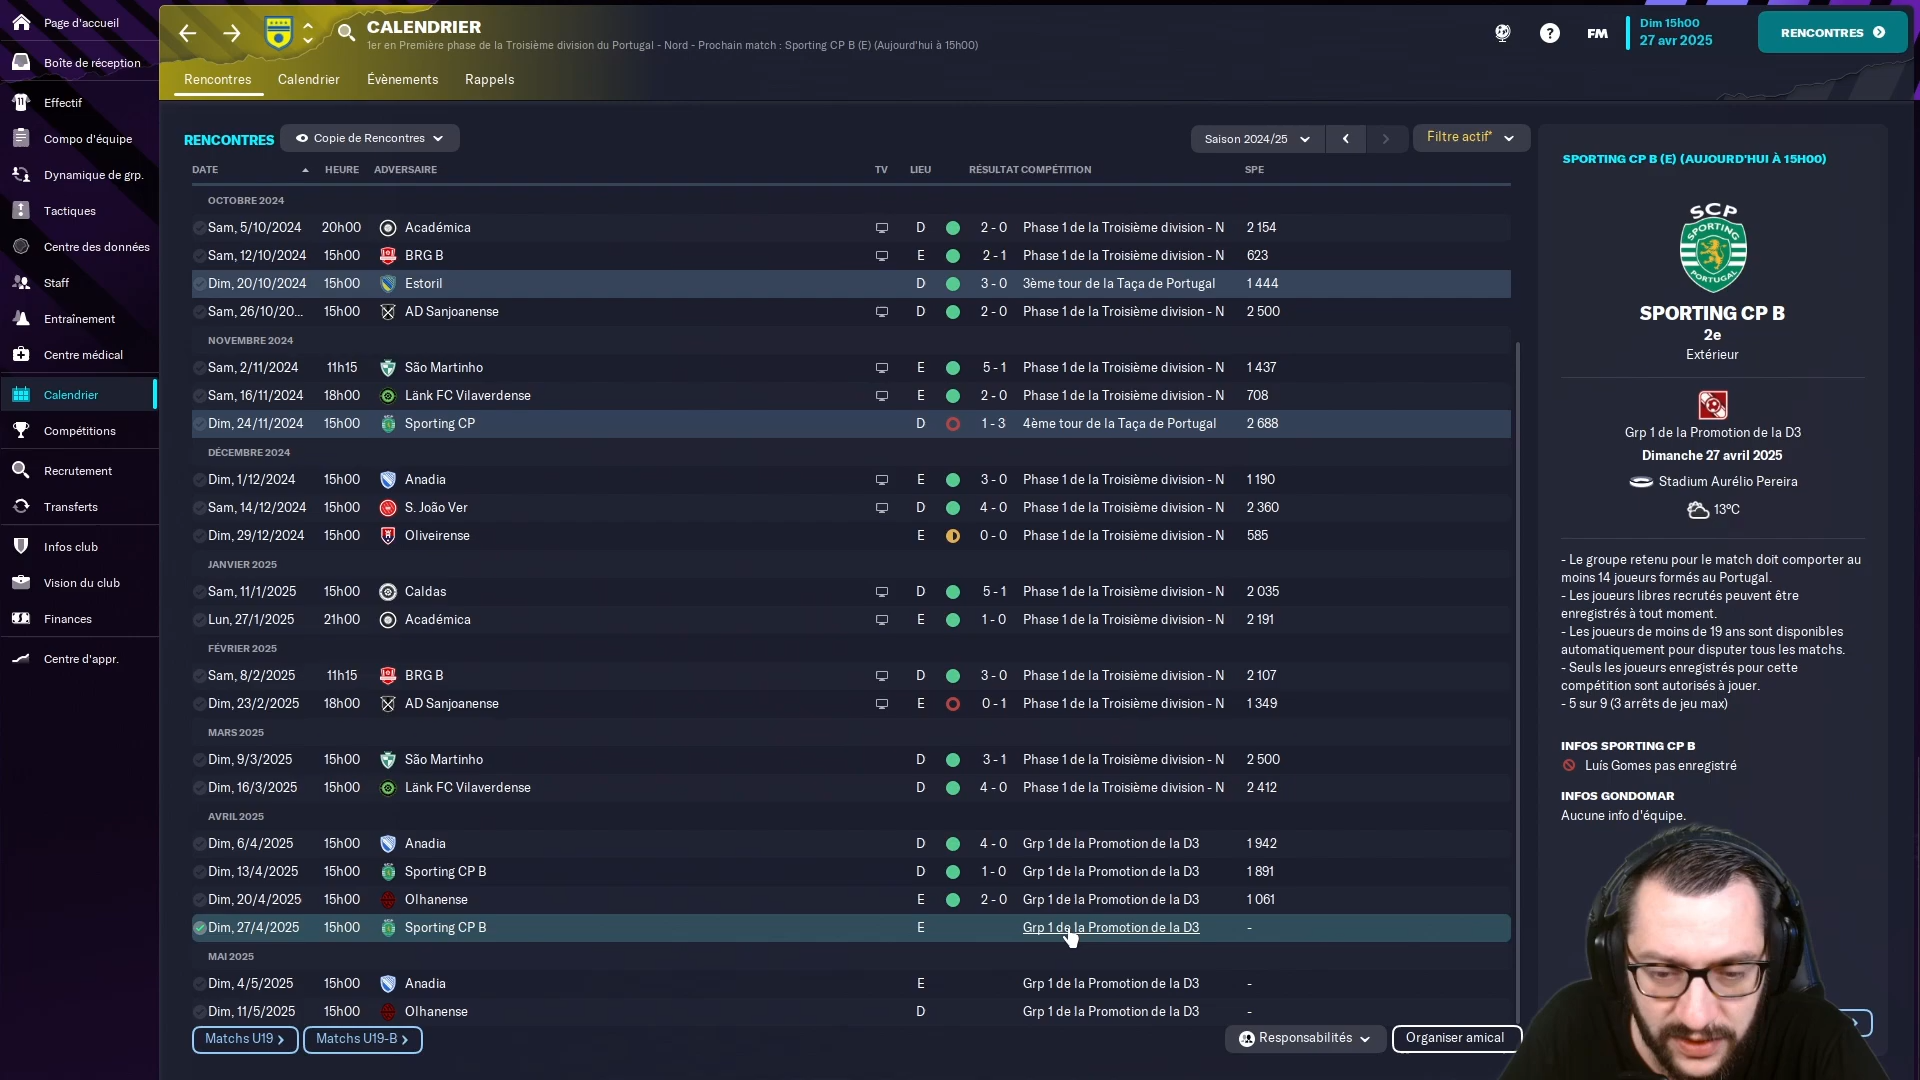 Page d'accueil
Boîte de réception
Effectif
Compo d'équipe
Dynamique de grp.
Tactiques
Centre des données
Staff
Entraînement
Centre médical
Calendrier
Compétitions
Recrutement
Transferts
Infos club
Vision du club
Finances
Centre d'appr.
CALENDRIER
1er en Première phase de la Troisième division du Portugal - Nord - Prochain match : Sporting CP B (E) (Aujourd'hui à 15h00)
FM
Dim 15h00
27 avr 2025
RENCONTRES
Rencontres Calendrier Évènements Rappels
RENCONTRES Copie de Rencontres Saison 2024/25 Filtre actif*
DATE HEURE ADVERSAIRE TV LIEU RÉSULTAT COMPÉTITION SPE
OCTOBRE 2024
Sam, 5/10/2024 20h00 Académica D 2 - 0 Phase 1 de la Troisième division - N 2 154
Sam, 12/10/2024 15h00 BRG B E 2 - 1 Phase 1 de la Troisième division - N 623
Dim, 20/10/2024 15h00 Estoril D 3 - 0 3ème tour de la Taça de Portugal 1 444
Sam, 26/10/20... 15h00 AD Sanjoanense D 2 - 0 Phase 1 de la Troisième division - N 2 500
NOVEMBRE 2024
Sam, 2/11/2024 11h15 São Martinho E 5 - 1 Phase 1 de la Troisième division - N 1 437
Sam, 16/11/2024 18h00 Länk FC Vilaverdense E 2 - 0 Phase 1 de la Troisième division - N 708
Dim, 24/11/2024 15h00 Sporting CP D 1 - 3 4ème tour de la Taça de Portugal 2 688
DÉCEMBRE 2024
Dim, 1/12/2024 15h00 Anadia E 3 - 0 Phase 1 de la Troisième division - N 1 190
Sam, 14/12/2024 15h00 S. João Ver D 4 - 0 Phase 1 de la Troisième division - N 2 360
Dim, 29/12/2024 15h00 Oliveirense E 0 - 0 Phase 1 de la Troisième division - N 585
JANVIER 2025
Sam, 11/1/2025 15h00 Caldas D 5 - 1 Phase 1 de la Troisième division - N 2 035
Lun, 27/1/2025 21h00 Académica E 1 - 0 Phase 1 de la Troisième division - N 2 191
FÉVRIER 2025
Sam, 8/2/2025 11h15 BRG B D 3 - 0 Phase 1 de la Troisième division - N 2 107
Dim, 23/2/2025 18h00 AD Sanjoanense E 0 - 1 Phase 1 de la Troisième division - N 1 349
MARS 2025
Dim, 9/3/2025 15h00 São Martinho D 3 - 1 Phase 1 de la Troisième division - N 2 500
Dim, 16/3/2025 15h00 Länk FC Vilaverdense D 4 - 0 Phase 1 de la Troisième division - N 2 412
AVRIL 2025
Dim, 6/4/2025 15h00 Anadia D 4 - 0 Grp 1 de la Promotion de la D3 1 942
Dim, 13/4/2025 15h00 Sporting CP B D 1 - 0 Grp 1 de la Promotion de la D3 1 891
Dim, 20/4/2025 15h00 Olhanense E 2 - 0 Grp 1 de la Promotion de la D3 1 061
Dim, 27/4/2025 15h00 Sporting CP B E Grp 1 de la Promotion de la D3 -
MAI 2025
Dim, 4/5/2025 15h00 Anadia E Grp 1 de la Promotion de la D3 -
Dim, 11/5/2025 15h00 Olhanense D Grp 1 de la Promotion de la D3 -
Matchs U19 Matchs U19-B Responsabilités Organiser amical
SPORTING CP B (E) (AUJOURD'HUI À 15H00)
SCP
SPORTING
PORTUGAL
SPORTING CP B
2e
Extérieur
Grp 1 de la Promotion de la D3
Dimanche 27 avril 2025
Stadium Aurélio Pereira
13°C
- Le groupe retenu pour le match doit comporter au
moins 14 joueurs formés au Portugal.
- Les joueurs libres recrutés peuvent être
enregistrés à tout moment.
- Les joueurs de moins de 19 ans sont disponibles
automatiquement pour disputer tous les matchs.
- Seuls les joueurs enregistrés pour cette
compétition sont autorisés à jouer.
- 5 sur 9 (3 arrêts de jeu max)
INFOS SPORTING CP B
Luís Gomes pas enregistré
INFOS GONDOMAR
Aucune info d'équipe.